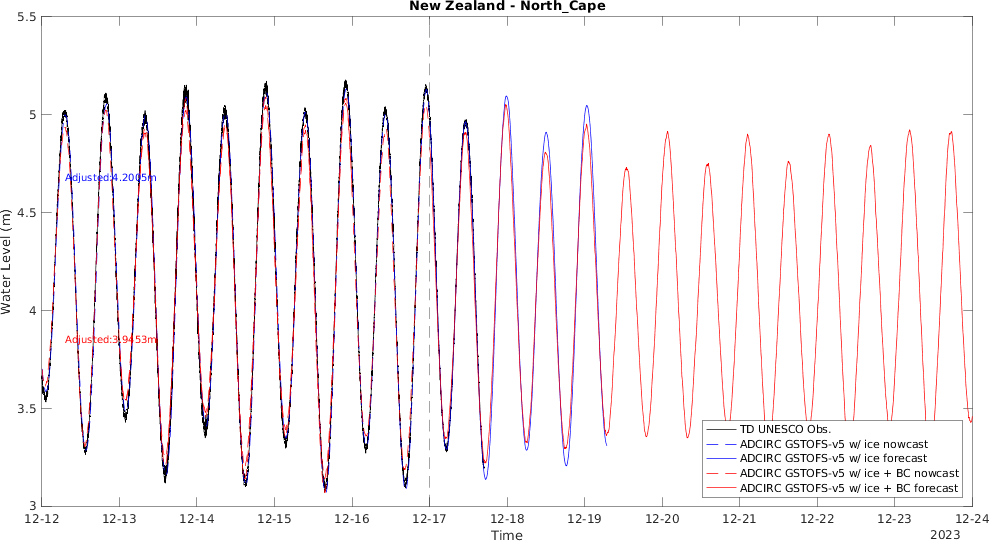 New Zealand - North_Cape
5.5
5
4.5
4
3.5
3
Water Level (m)
Adjusted:4.2005m
Adjusted:3.9453m
TD UNESCO Obs.
ADCIRC GSTOFS-v5 w/ ice nowcast
ADCIRC GSTOFS-v5 w/ ice forecast
ADCIRC GSTOFS-v5 w/ ice + BC nowcast
ADCIRC GSTOFS-v5 w/ ice + BC forecast
12-12 12-13 12-14 12-15 12-16 12-17 12-18 12-19 12-20 12-21 12-22 12-23 12-24
Time
2023